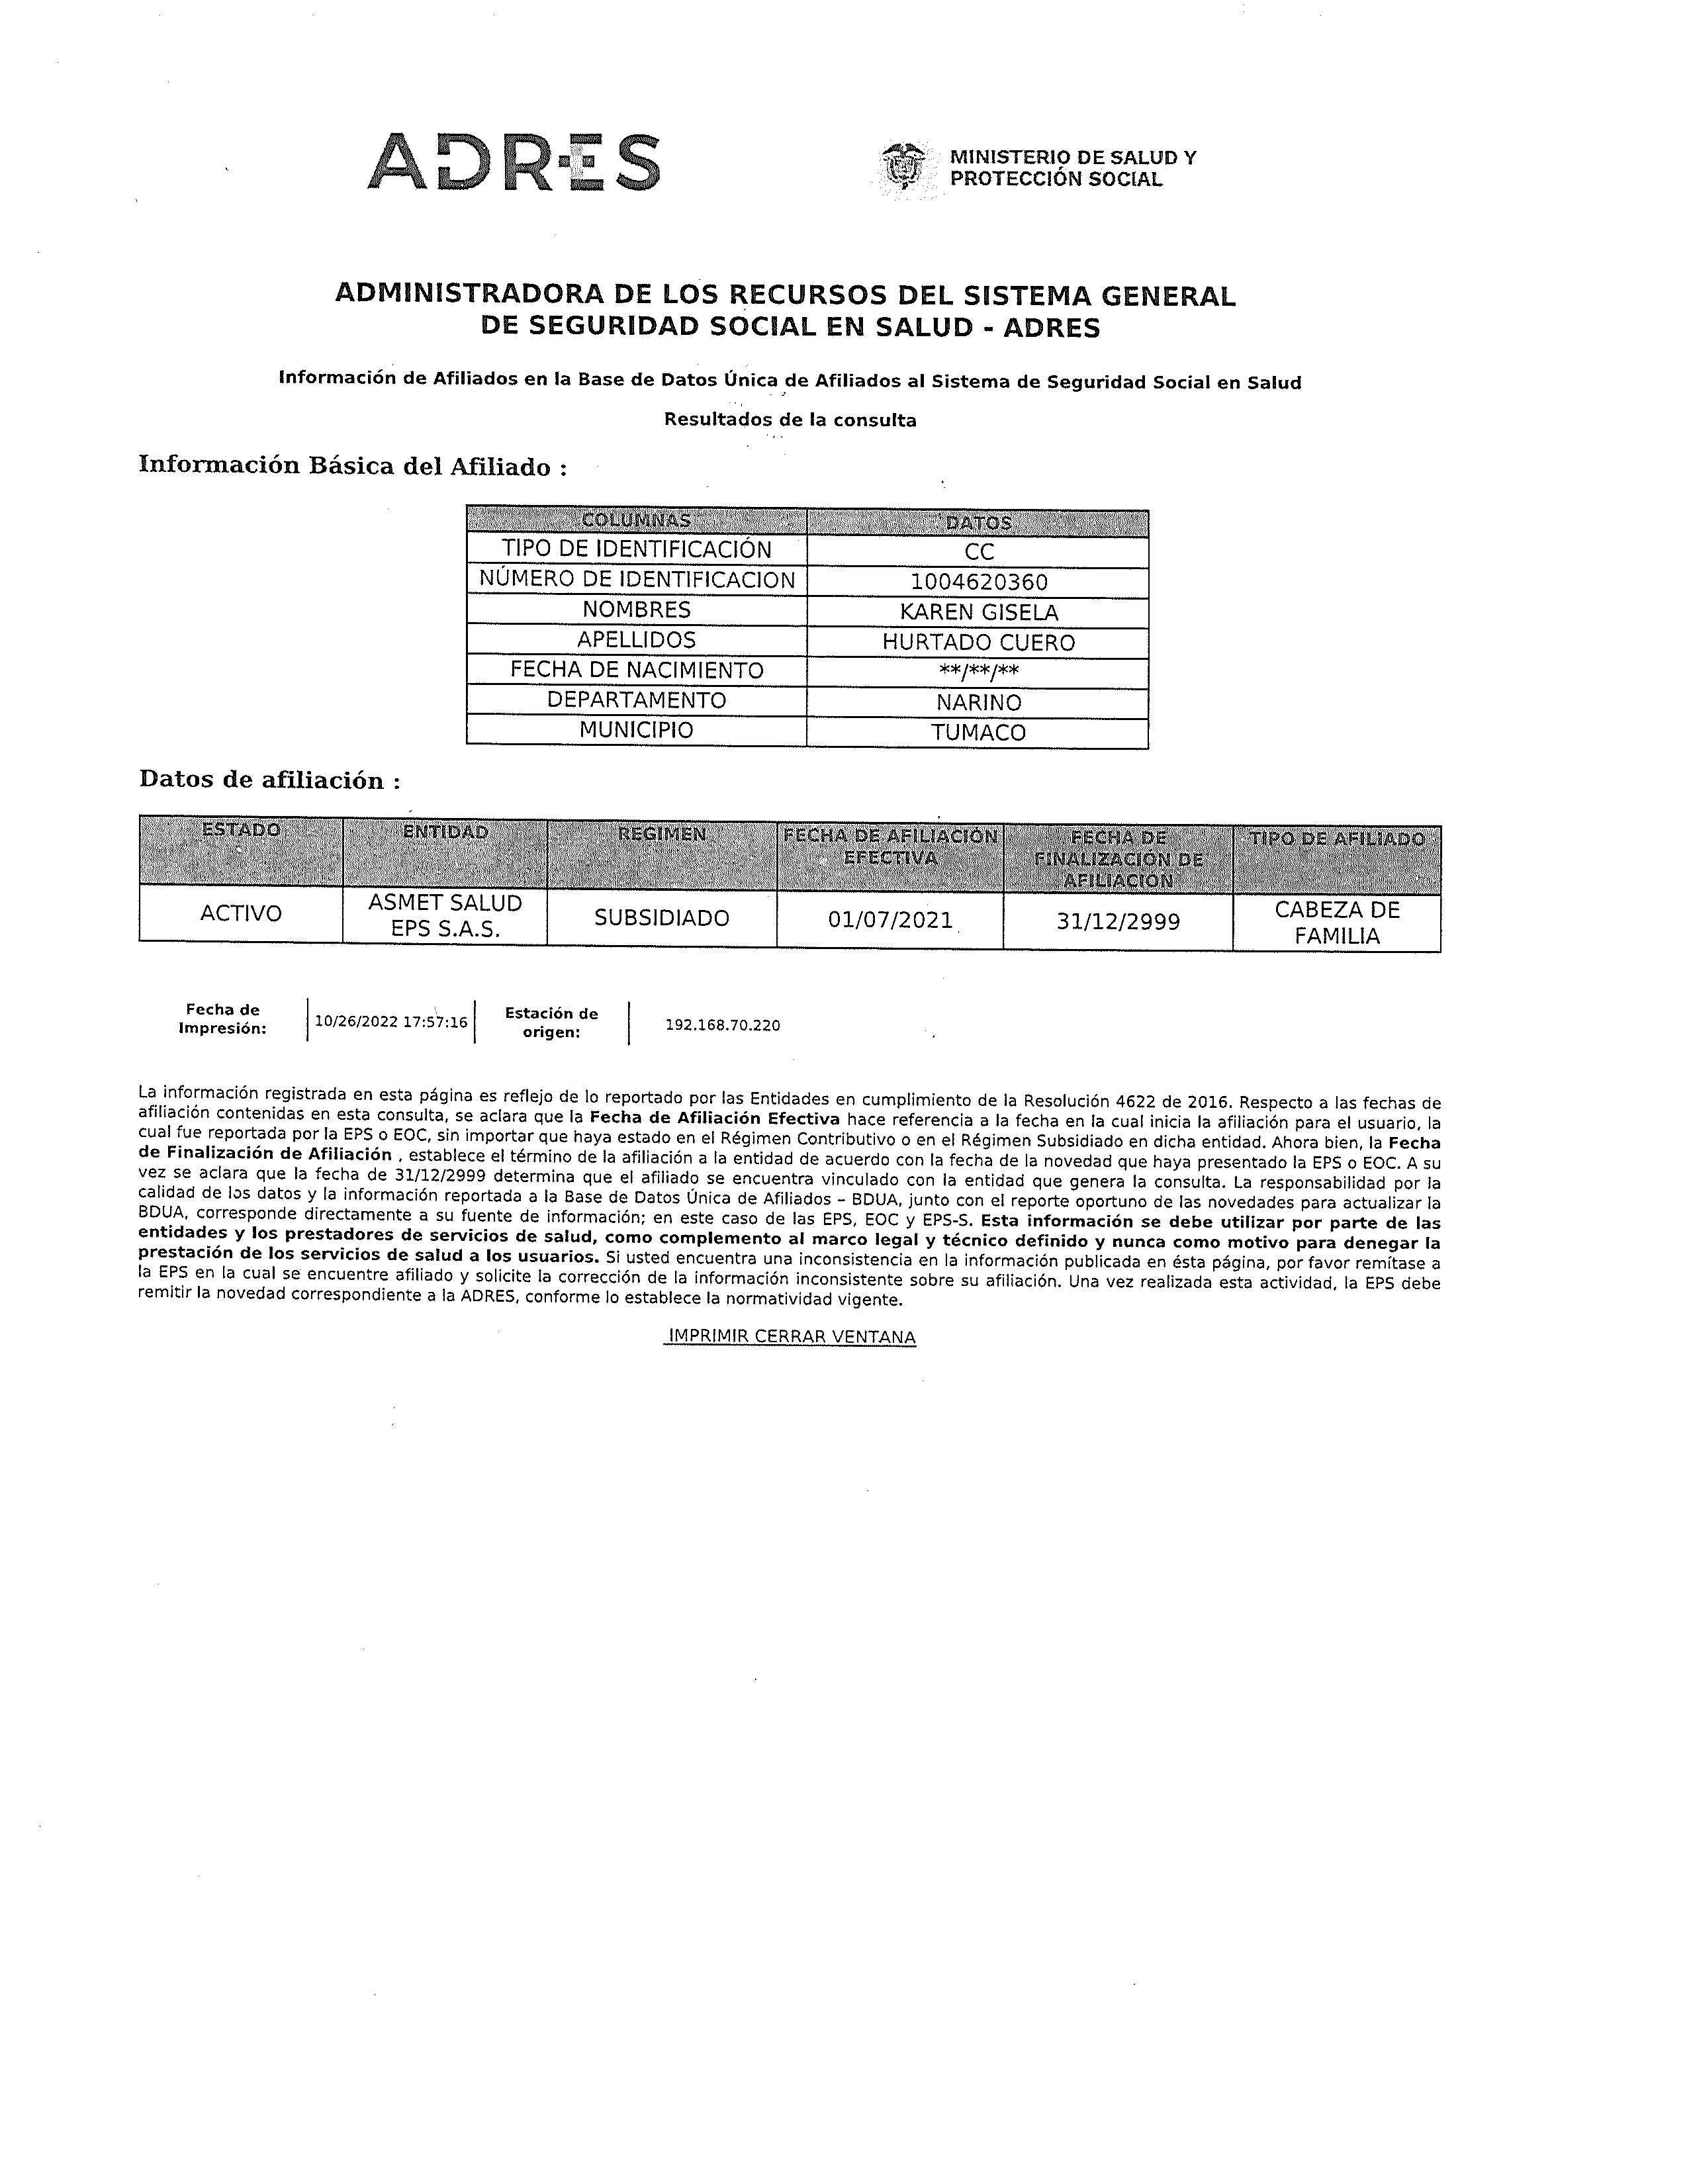 ADRES
MINISTERIO DE SALUD Y
PROTECCIÓN SOCIAL
ADMINISTRADORA DE LOS RECURSOS DEL SISTEMA GENERAL
DE SEGURIDAD SOCIAL EN SALUD - ADRES
Información de Afiliados en la Base de Datos Única de Afiliados al Sistema de Seguridad Social en Salud
Resultados de la consulta
Información Básica del Afiliado :
COLUMNAS DATOS
TIPO DE IDENTIFICACIÓN CC
NÚMERO DE IDENTIFICACION 1004620360
NOMBRES KAREN GISELA
APELLIDOS HURTADO CUERO
FECHA DE NACIMIENTO **/**/**
DEPARTAMENTO NARINO
MUNICIPIO TUMACO
Datos de afiliación :
ESTADO ENTIDAD REGIMEN FECHA DE AFILIACIÓN EFECTIVA FECHA DE FINALIZACION DE AFILIACION TIPO DE AFILIADO
ACTIVO ASMET SALUD EPS S.A.S. SUBSIDIADO 01/07/2021 31/12/2999 CABEZA DE FAMILIA
Fecha de Impresión: 10/26/2022 17:57:16 Estación de origen: 192.168.70.220
La información registrada en esta página es reflejo de lo reportado por las Entidades en cumplimiento de la Resolución 4622 de 2016. Respecto a las fechas de
afiliación contenidas en esta consulta, se aclara que la Fecha de Afiliación Efectiva hace referencia a la fecha en la cual inicia la afiliación para el usuario, la
cual fue reportada por la EPS o EOC, sin importar que haya estado en el Régimen Contributivo o en el Régimen Subsidiado en dicha entidad. Ahora bien, la Fecha
de Finalización de Afiliación , establece el término de la afiliación a la entidad de acuerdo con la fecha de la novedad que haya presentado la EPS o EOC. A su
vez se aclara que la fecha de 31/12/2999 determina que el afiliado se encuentra vinculado con la entidad que genera la consulta. La responsabilidad por la
calidad de los datos y la información reportada a la Base de Datos Única de Afiliados – BDUA, junto con el reporte oportuno de las novedades para actualizar la
BDUA, corresponde directamente a su fuente de información; en este caso de las EPS, EOC y EPS-S. Esta información se debe utilizar por parte de las
entidades y los prestadores de servicios de salud, como complemento al marco legal y técnico definido y nunca como motivo para denegar la
prestación de los servicios de salud a los usuarios. Si usted encuentra una inconsistencia en la información publicada en ésta página, por favor remítase a
la EPS en la cual se encuentre afiliado y solicite la corrección de la información inconsistente sobre su afiliación. Una vez realizada esta actividad, la EPS debe
remitir la novedad correspondiente a la ADRES, conforme lo establece la normatividad vigente.
IMPRIMIR CERRAR VENTANA